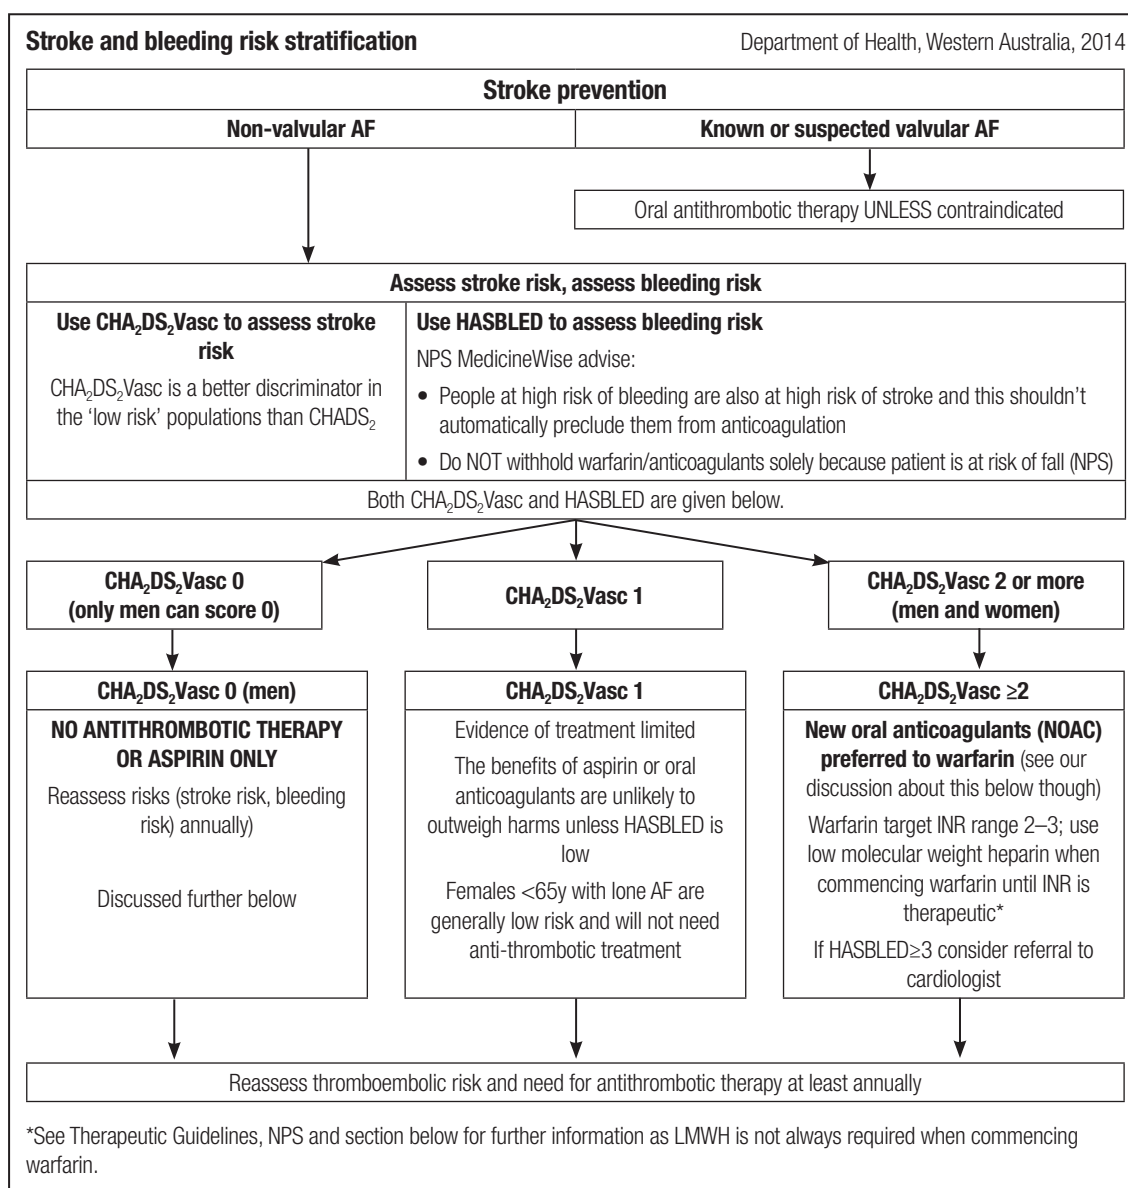 Stroke and bleeding risk stratification
Department of Health, Western Australia, 2014
Stroke prevention
Non-valvular AF
Known or suspected valvular AF
Oral antithrombotic therapy UNLESS contraindicated
Assess stroke risk, assess bleeding risk
Use CHA₂DS₂Vasc to assess stroke
risk
CHA₂DS₂Vasc is a better discriminator in
the ‘low risk’ populations than CHADS₂
Use HASBLED to assess bleeding risk
NPS MedicineWise advise:
• People at high risk of bleeding are also at high risk of stroke and this shouldn’t
automatically preclude them from anticoagulation
• Do NOT withhold warfarin/anticoagulants solely because patient is at risk of fall (NPS)
Both CHA₂DS₂Vasc and HASBLED are given below.
CHA₂DS₂Vasc 0
(only men can score 0)
CHA₂DS₂Vasc 1
CHA₂DS₂Vasc 2 or more
(men and women)
CHA₂DS₂Vasc 0 (men)
NO ANTITHROMBOTIC THERAPY
OR ASPIRIN ONLY
Reassess risks (stroke risk, bleeding
risk) annually)
Discussed further below
CHA₂DS₂Vasc 1
Evidence of treatment limited
The benefits of aspirin or oral
anticoagulants are unlikely to
outweigh harms unless HASBLED is
low
Females <65y with lone AF are
generally low risk and will not need
anti-thrombotic treatment
CHA₂DS₂Vasc ≥2
New oral anticoagulants (NOAC)
preferred to warfarin (see our
discussion about this below though)
Warfarin target INR range 2–3; use
low molecular weight heparin when
commencing warfarin until INR is
therapeutic*
If HASBLED≥3 consider referral to
cardiologist
Reassess thromboembolic risk and need for antithrombotic therapy at least annually
*See Therapeutic Guidelines, NPS and section below for further information as LMWH is not always required when commencing
warfarin.